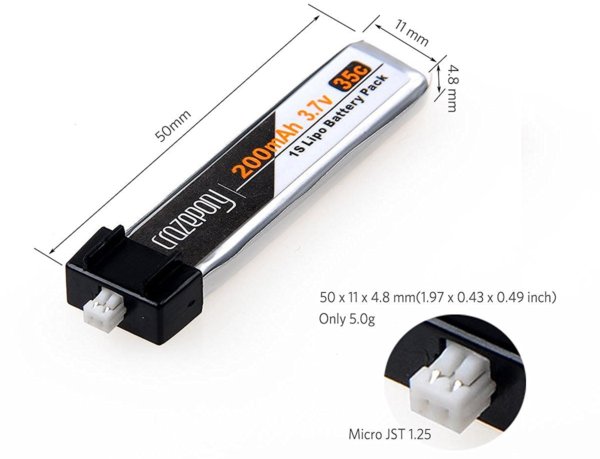 11 mm
4.8 mm
50mm
35c
200mAh 3.7v
1S Lipo Battery Pack
crazepony
50 x 11 x 4.8 mm(1.97 x 0.43 x 0.49 inch)
Only 5.0g
Micro JST 1.25